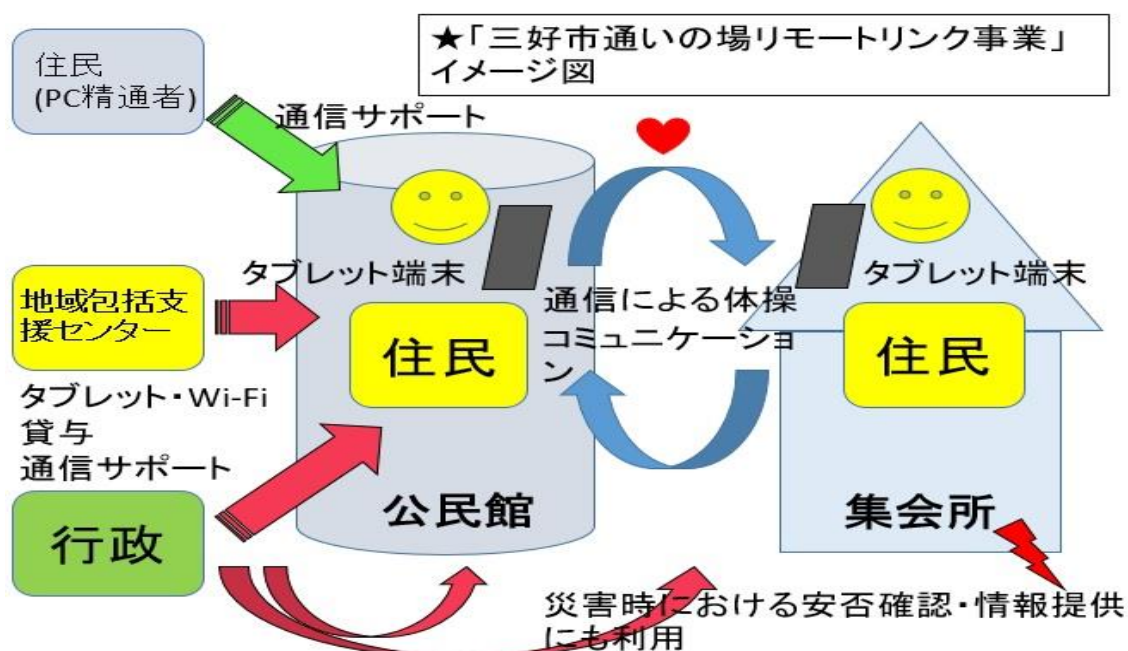 ★「三好市通いの場リモートリンク事業」
イメージ図
住民
(PC精通者)
通信サポート
タブレット端末
タブレット端末
地域包括支
援センター
通信による体操
コミュニケーショ
ン
住民
住民
タブレット・Wi-Fi
貸与
通信サポート
行政
公民館
集会所
災害時における安否確認・情報提供
にも利用